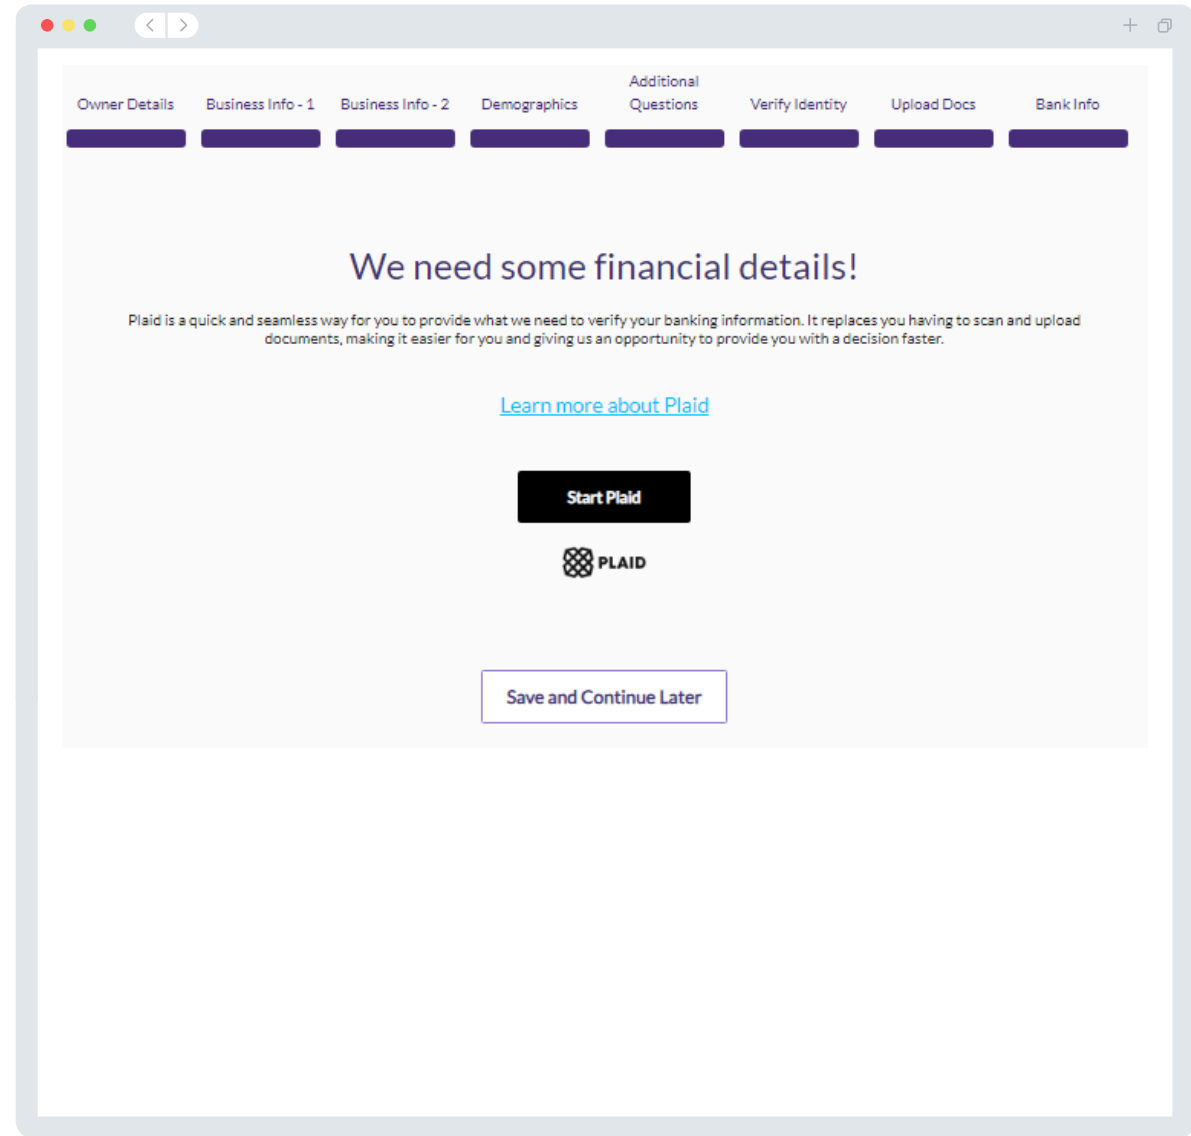 Owner Details
Business Info - 1
Business Info - 2
Demographics
Additional
Questions
Verify Identity
Upload Docs
Bank Info
We need some financial details!
Plaid is a quick and seamless way for you to provide what we need to verify your banking information. It replaces you having to scan and upload
documents, making it easier for you and giving us an opportunity to provide you with a decision faster.
Learn more about Plaid
Start Plaid
PLAID
Save and Continue Later